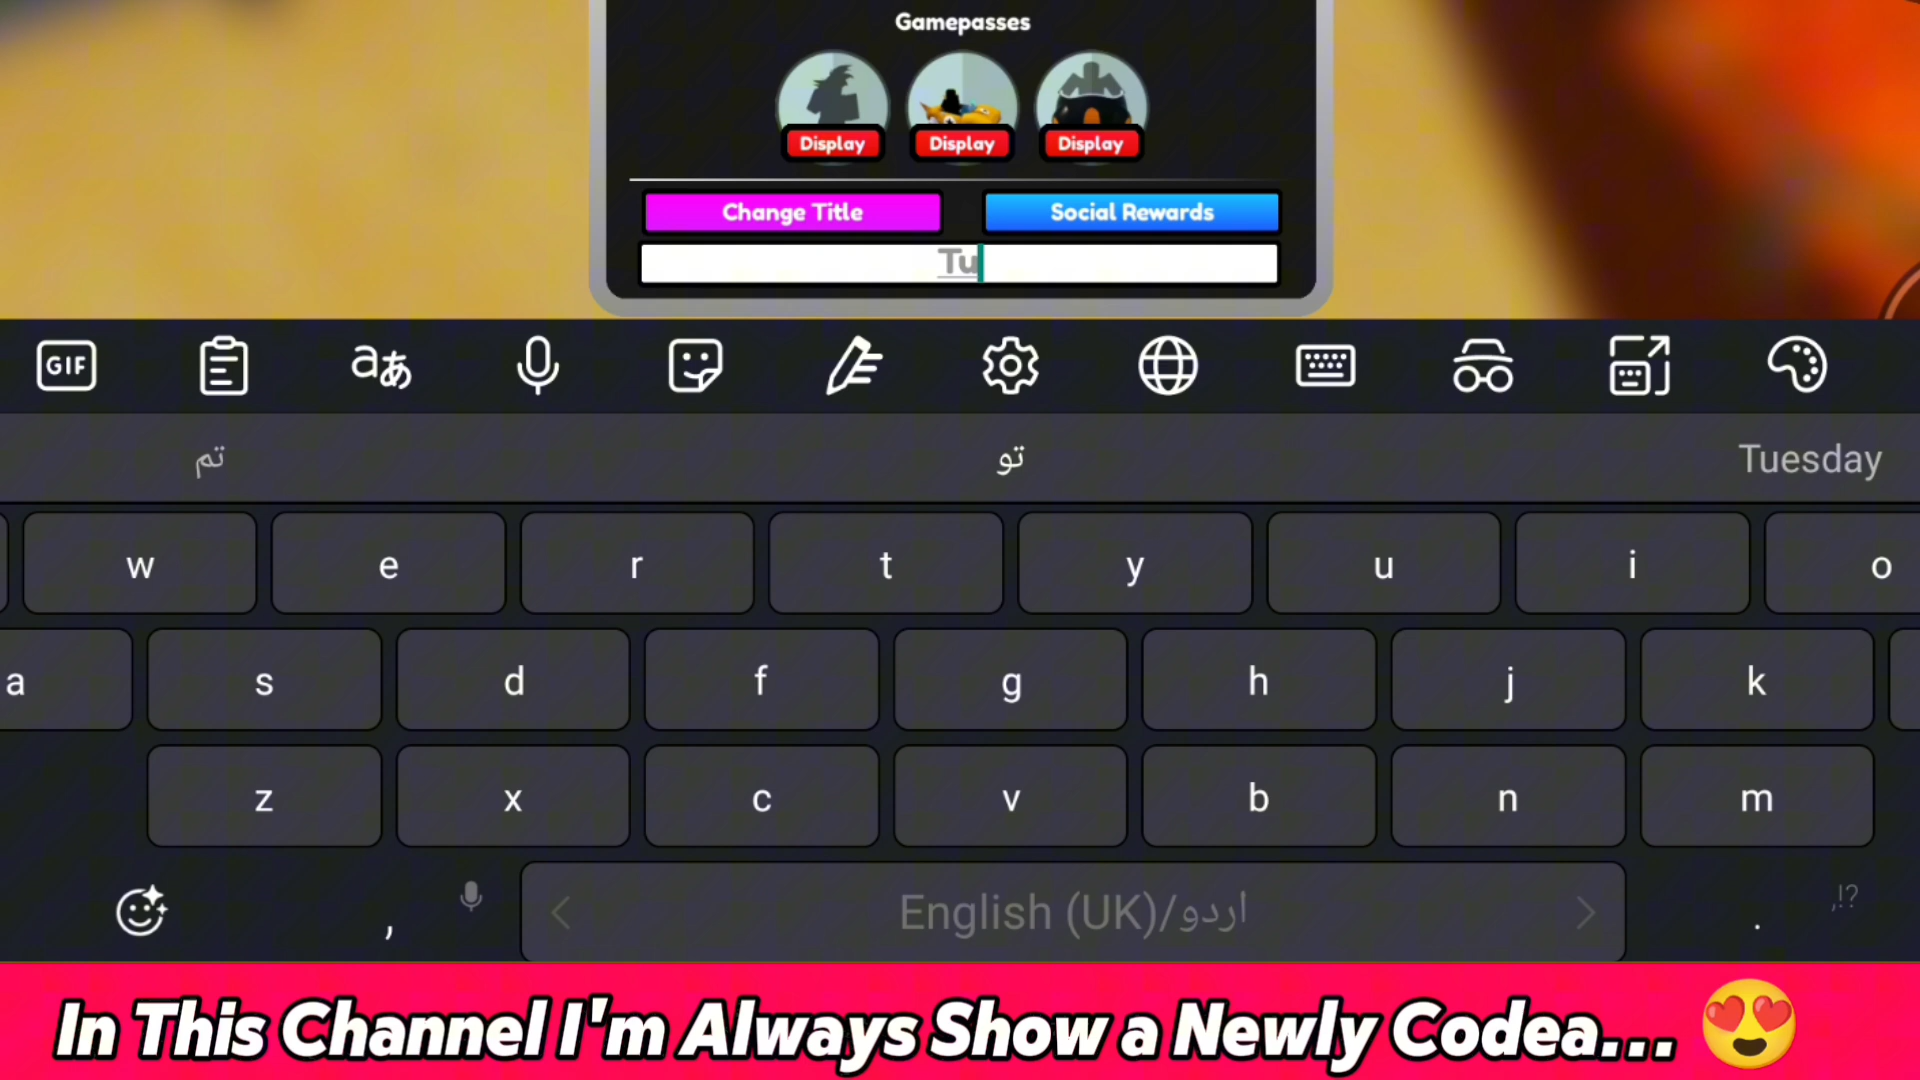 Gamepasses
Display Display Display
Change Title Social Rewards
Tu
GIF aあ
تم تو Tuesday
w e r t y u i o
a s d f g h j k
z x c v b n m
, English (UK)/اردو . ,!?
In This Channel I'm Always Show a Newly Codea... 😍